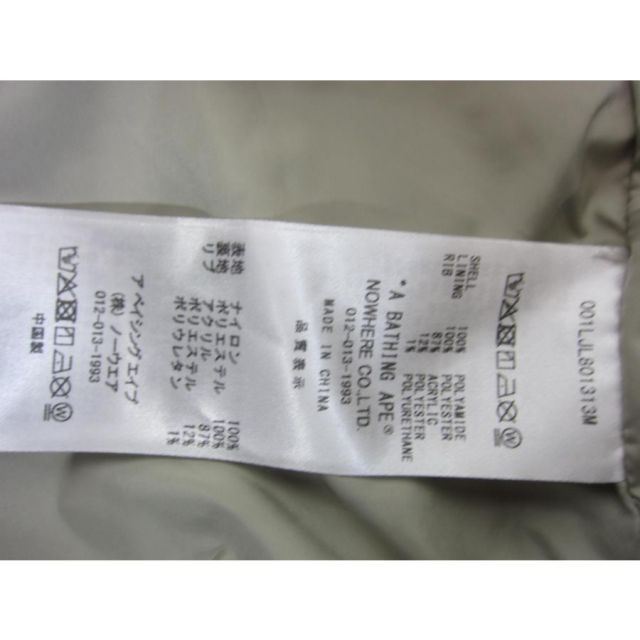 001LJL801313M
SHELL 100% POLYAMIDE
LINING 100% POLYESTER
RIB 87% ACRYLIC
12% POLYESTER
1% POLYURETHANE
*A BATHING APE®
NOWHERE CO.,LTD.
012-013-1993
MADE IN CHINA
品質表示
表地 ナイロン 100%
裏地 ポリエステル 100%
リブ アクリル 87%
ポリエステル 12%
ポリウレタン 1%
ア ベイシング エイプ
(株) ノーウエア
012-013-1993
中国製